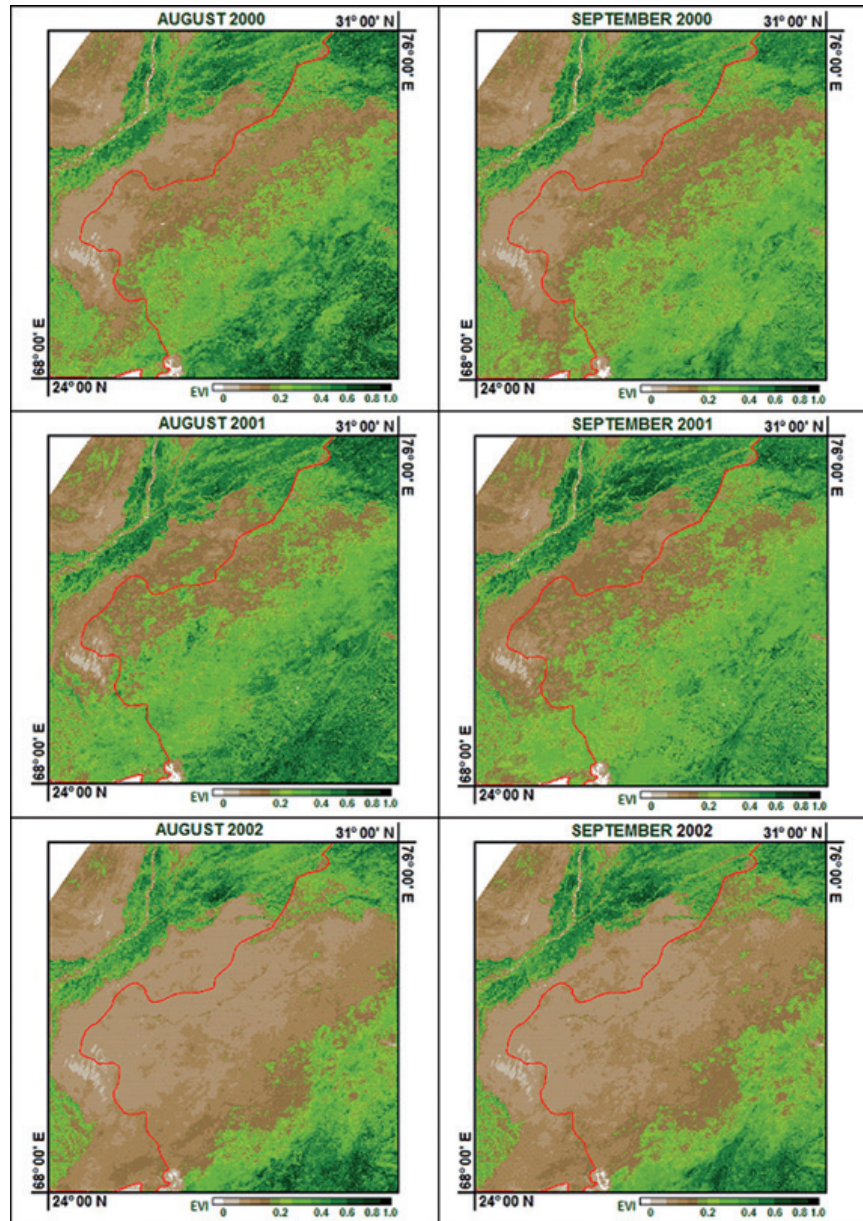 AUGUST 2000 31° 00' N
76° 00' E
68° 00' E
24° 00 N
EVI 0 0.2 0.4 0.6 0.8 1.0
SEPTEMBER 2000 31° 00' N
76° 00' E
68° 00' E
24° 00 N
EVI 0 0.2 0.4 0.6 0.8 1.0
AUGUST 2001 31° 00' N
76° 00' E
68° 00' E
24° 00 N
EVI 0 0.2 0.4 0.6 0.8 1.0
SEPTEMBER 2001 31° 00' N
76° 00' E
68° 00' E
24° 00 N
EVI 0 0.2 0.4 0.6 0.8 1.0
AUGUST 2002 31° 00' N
76° 00' E
68° 00' E
24° 00 N
EVI 0 0.2 0.4 0.6 0.8 1.0
SEPTEMBER 2002 31° 00' N
76° 00' E
68° 00' E
24° 00 N
EVI 0 0.2 0.4 0.6 0.8 1.0